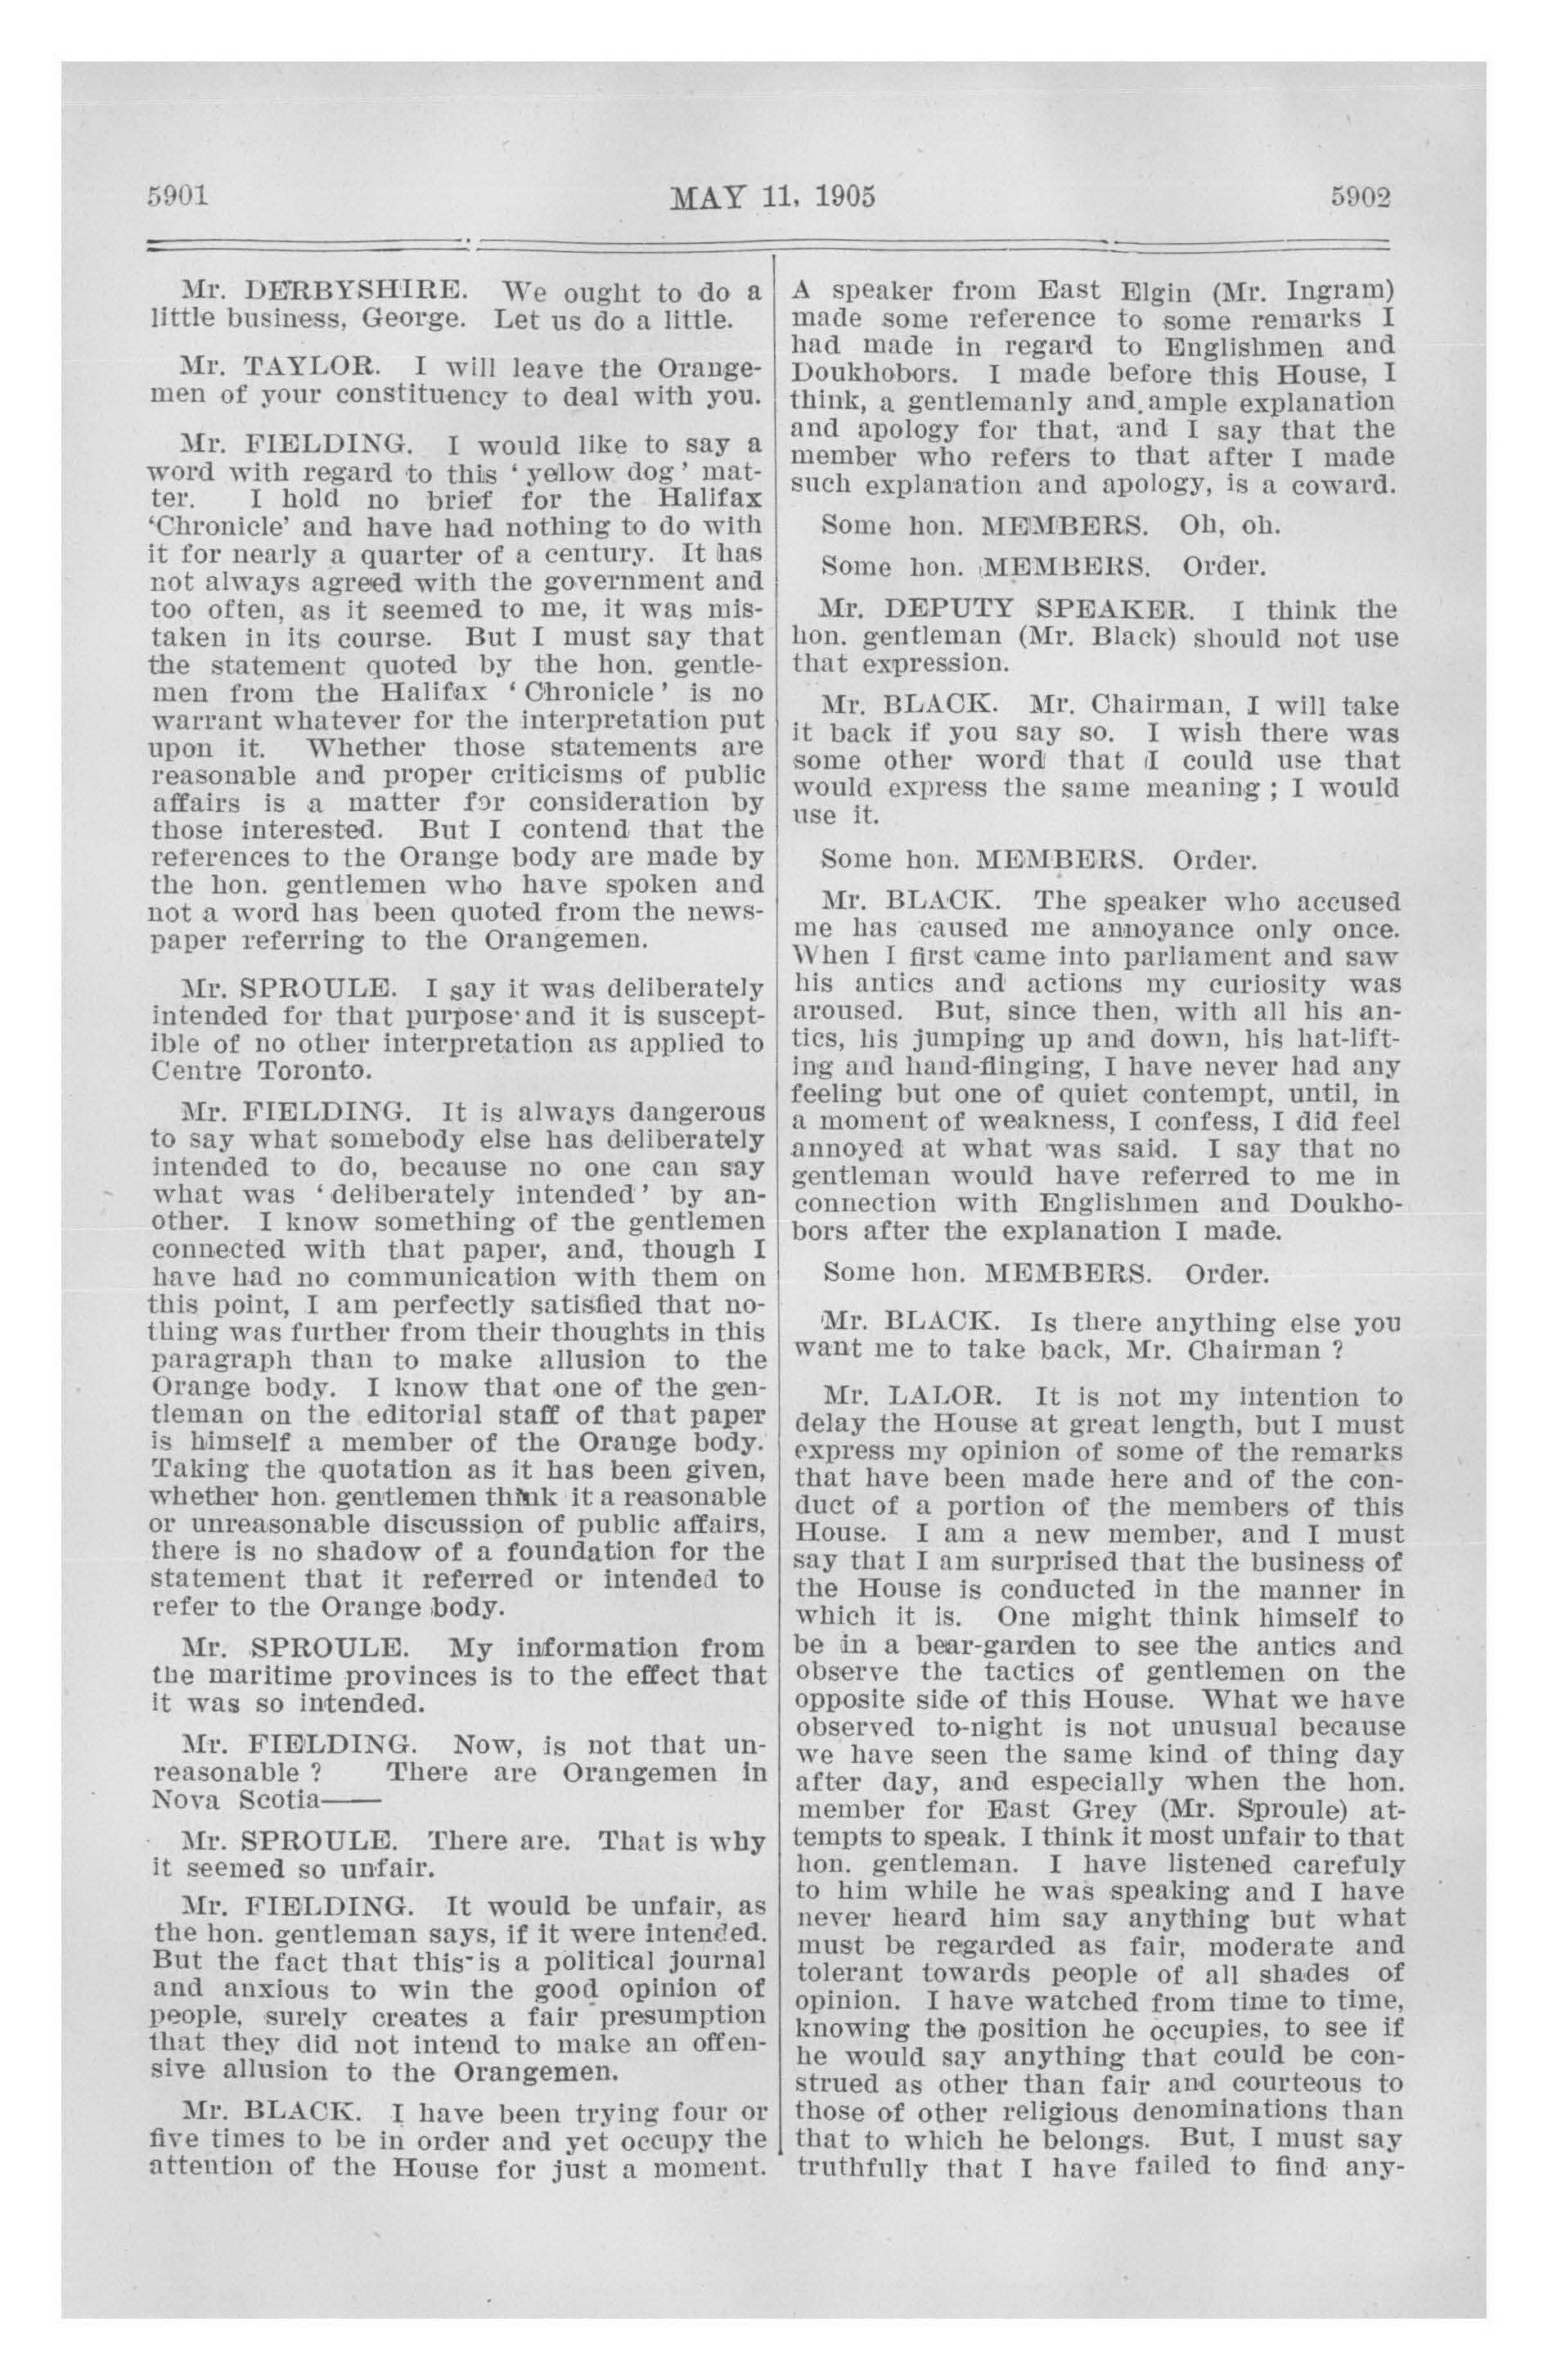 5901 MAY 11, 1905 5902
Mr. DERBYSHIRE. We ought to do a
little business, George. Let us do a little.
Mr. TAYLOR. I will leave the Orange-
men of your constituency to deal with you.
Mr. FIELDING. I would like to say a
word with regard to this ‘ yellow dog ’ mat-
ter. I hold no brief for the Halifax
‘Chronicle’ and have had nothing to do with
it for nearly a quarter of a century. It has
not always agreed with the government and
too often, as it seemed to me, it was mis-
taken in its course. But I must say that
the statement quoted by the hon. gentle-
men from the Halifax ‘ Chronicle ’ is no
warrant whatever for the interpretation put
upon it. Whether those statements are
reasonable and proper criticisms of public
affairs is a matter for consideration by
those interested. But I contend that the
references to the Orange body are made by
the hon. gentlemen who have spoken and
not a word has been quoted from the news-
paper referring to the Orangemen.
Mr. SPROULE. I say it was deliberately
intended for that purpose and it is suscept-
ible of no other interpretation as applied to
Centre Toronto.
Mr. FIELDING. It is always dangerous
to say what somebody else has deliberately
intended to do, because no one can say
what was ‘ deliberately intended ’ by an-
other. I know something of the gentlemen
connected with that paper, and, though I
have had no communication with them on
this point, I am perfectly satisfied that no-
thing was further from their thoughts in this
paragraph than to make allusion to the
Orange body. I know that one of the gen-
tleman on the editorial staff of that paper
is himself a member of the Orange body.
Taking the quotation as it has been given,
whether hon. gentlemen think it a reasonable
or unreasonable discussion of public affairs,
there is no shadow of a foundation for the
statement that it referred or intended to
refer to the Orange body.
Mr. SPROULE. My information from
the maritime provinces is to the effect that
it was so intended.
Mr. FIELDING. Now, is not that un-
reasonable ? There are Orangemen in
Nova Scotia——
Mr. SPROULE. There are. That is why
it seemed so unfair.
Mr. FIELDING. It would be unfair, as
the hon. gentleman says, if it were intended.
But the fact that this is a political journal
and anxious to win the good opinion of
people, surely creates a fair presumption
that they did not intend to make an offen-
sive allusion to the Orangemen.
Mr. BLACK. I have been trying four or
five times to be in order and yet occupy the
attention of the House for just a moment.
A speaker from East Elgin (Mr. Ingram)
made some reference to some remarks I
had made in regard to Englishmen and
Doukhobors. I made before this House, I
think, a gentlemanly and ample explanation
and apology for that, and I say that the
member who refers to that after I made
such explanation and apology, is a coward.
Some hon. MEMBERS. Oh, oh.
Some hon. MEMBERS. Order.
Mr. DEPUTY SPEAKER. I think the
hon. gentleman (Mr. Black) should not use
that expression.
Mr. BLACK. Mr. Chairman, I will take
it back if you say so. I wish there was
some other word that I could use that
would express the same meaning ; I would
use it.
Some hon. MEMBERS. Order.
Mr. BLACK. The speaker who accused
me has caused me annoyance only once.
When I first came into parliament and saw
his antics and actions my curiosity was
aroused. But, since then, with all his an-
tics, his jumping up and down, his hat-lift-
ing and hand-flinging, I have never had any
feeling but one of quiet contempt, until, in
a moment of weakness, I confess, I did feel
annoyed at what was said. I say that no
gentleman would have referred to me in
connection with Englishmen and Doukho-
bors after the explanation I made.
Some hon. MEMBERS. Order.
Mr. BLACK. Is there anything else you
want me to take back, Mr. Chairman ?
Mr. LALOR. It is not my intention to
delay the House at great length, but I must
express my opinion of some of the remarks
that have been made here and of the con-
duct of a portion of the members of this
House. I am a new member, and I must
say that I am surprised that the business of
the House is conducted in the manner in
which it is. One might think himself to
be in a bear-garden to see the antics and
observe the tactics of gentlemen on the
opposite side of this House. What we have
observed to-night is not unusual because
we have seen the same kind of thing day
after day, and especially when the hon.
member for East Grey (Mr. Sproule) at-
tempts to speak. I think it most unfair to that
hon. gentleman. I have listened carefuly
to him while he was speaking and I have
never heard him say anything but what
must be regarded as fair, moderate and
tolerant towards people of all shades of
opinion. I have watched from time to time,
knowing the position he occupies, to see if
he would say anything that could be con-
strued as other than fair and courteous to
those of other religious denominations than
that to which he belongs. But, I must say
truthfully that I have failed to find any-